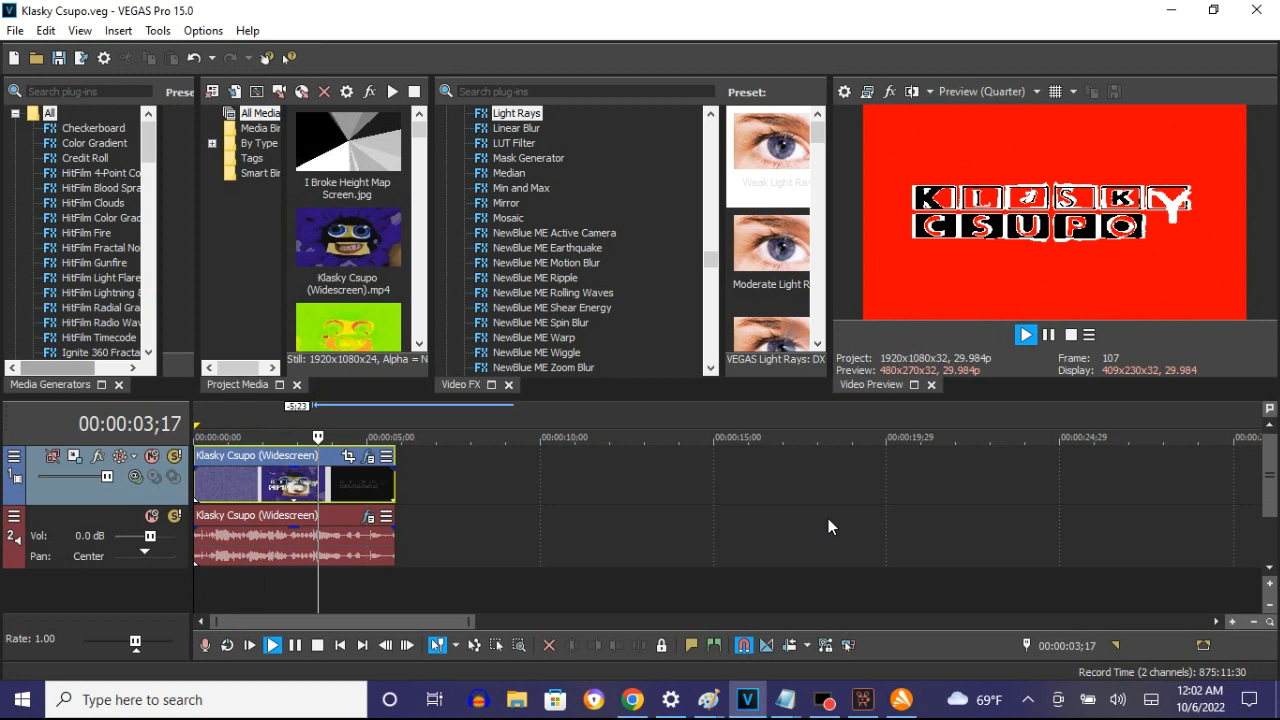 Klasky Csupo.veg - VEGAS Pro 15.0
File Edit View Insert Tools Options Help
Search plug-ins
Prese
All
Checkerboard
Color Gradient
Credit Roll
HitFilm 4-Point Co
HitFilm Blood Spra
HitFilm Clouds
HitFilm Color Grac
HitFilm Fire
HitFilm Fractal No
HitFilm Gunfire
HitFilm Light Flare
HitFilm Lightning &
HitFilm Radial Gra
HitFilm Radio Wav
HitFilm Timecode
Ignite 360 Fracta
Media Generators
All Media
Media Bir
By Type
Tags
Smart Bir
I Broke Height Map
Screen.jpg
Klasky Csupo
(Widescreen).mp4
Still: 1920x1080x24, Alpha = N
Project Media
Search plug-ins
Light Rays
Linear Blur
LUT Filter
Mask Generator
Median
Min and Max
Mirror
Mosaic
NewBlue ME Active Camera
NewBlue ME Earthquake
NewBlue ME Motion Blur
NewBlue ME Ripple
NewBlue ME Rolling Waves
NewBlue ME Shear Energy
NewBlue ME Spin Blur
NewBlue ME Warp
NewBlue ME Wiggle
NewBlue ME Zoom Blur
Video FX
Preset:
Weak Light Ra
Moderate Light R
VEGAS Light Rays: DX
Preview (Quarter)
KLASKY
CSUPO
Project: 1920x1080x32, 29.984p Frame: 107
Preview: 480x270x32, 29.984p Display: 409x230x32, 29.984
Video Preview
-5:23
00:00:03;17
00:00:00;00 00:00:05;00 00:00:10;00 00:00:15;00 00:00:19;29 00:00:24;29 00:00:2
Klasky Csupo (Widescreen)
Klasky Csupo (Widescreen)
1
2
Vol: 0.0 dB
Pan: Center
Rate: 1.00
00:00:03;17
Record Time (2 channels): 875:11:30
Type here to search
69°F
12:02 AM
10/6/2022